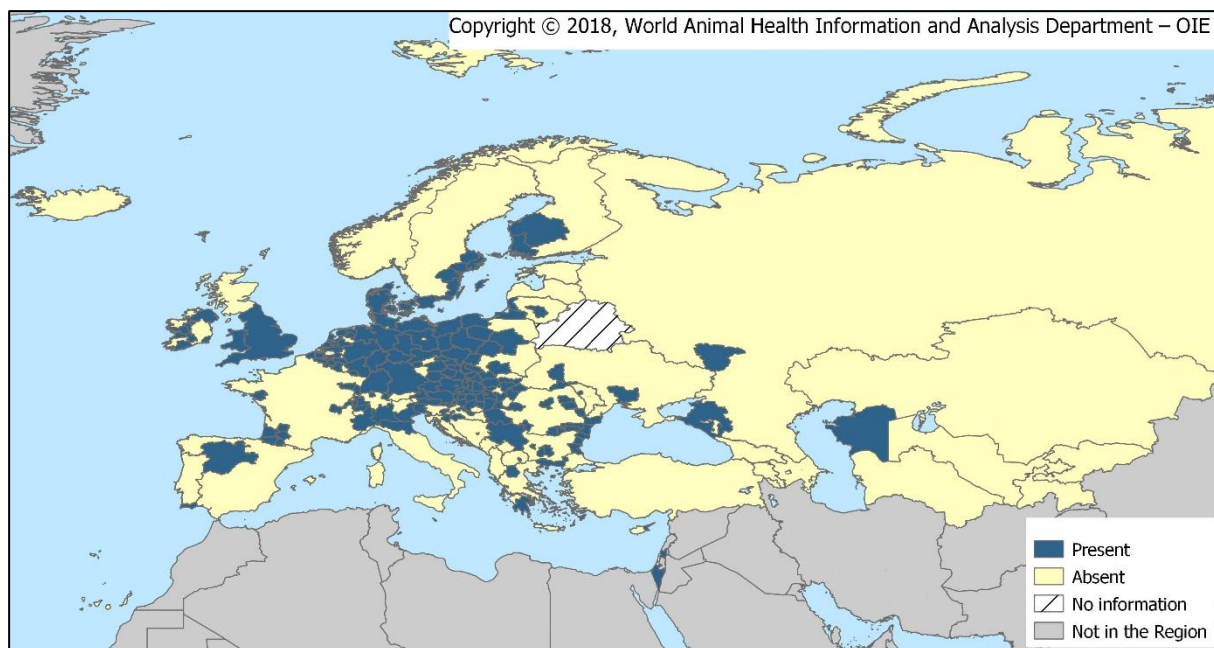 Copyright © 2018, World Animal Health Information and Analysis Department – OIE
Present
Absent
No information
Not in the Region